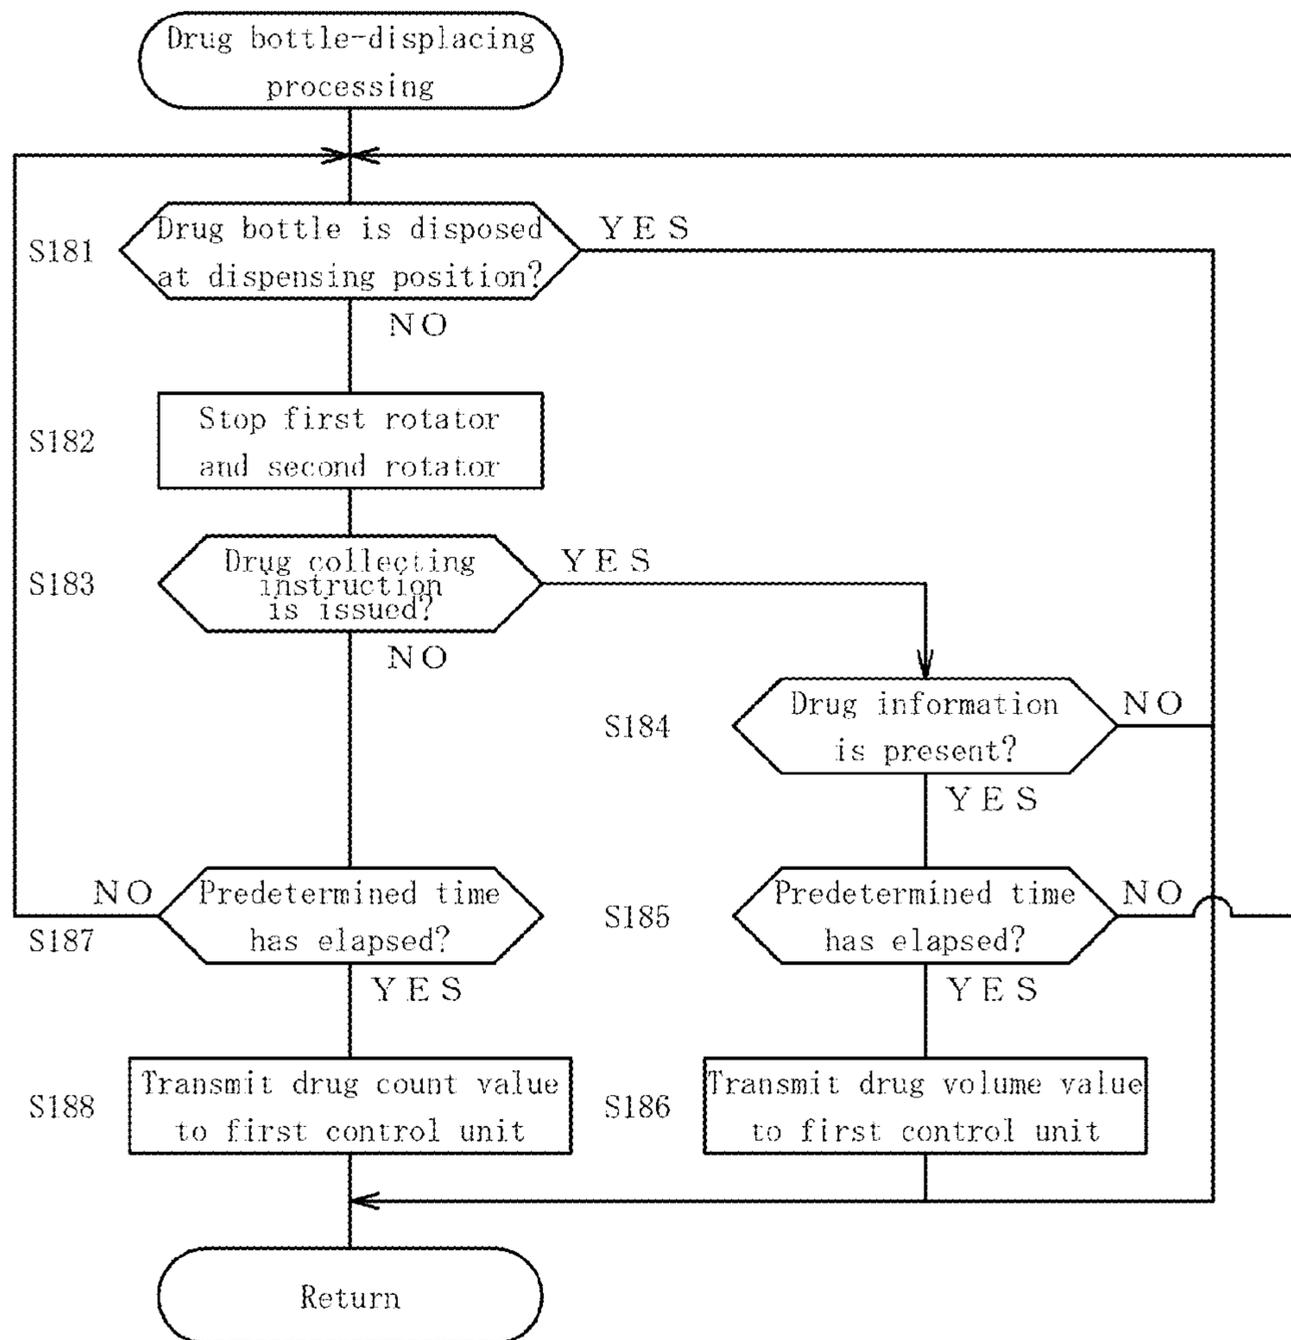 Drug bottle-displacing
processing
S181
Drug bottle is disposed
at dispensing position?
YES
NO
S182
Stop first rotator
and second rotator
S183
Drug collecting
instruction
is issued?
YES
NO
S184
Drug information
is present?
NO
YES
NO
S187
Predetermined time
has elapsed?
YES
S185
Predetermined time
has elapsed?
NO
YES
S188
Transmit drug count value
to first control unit
S186
Transmit drug volume value
to first control unit
Return